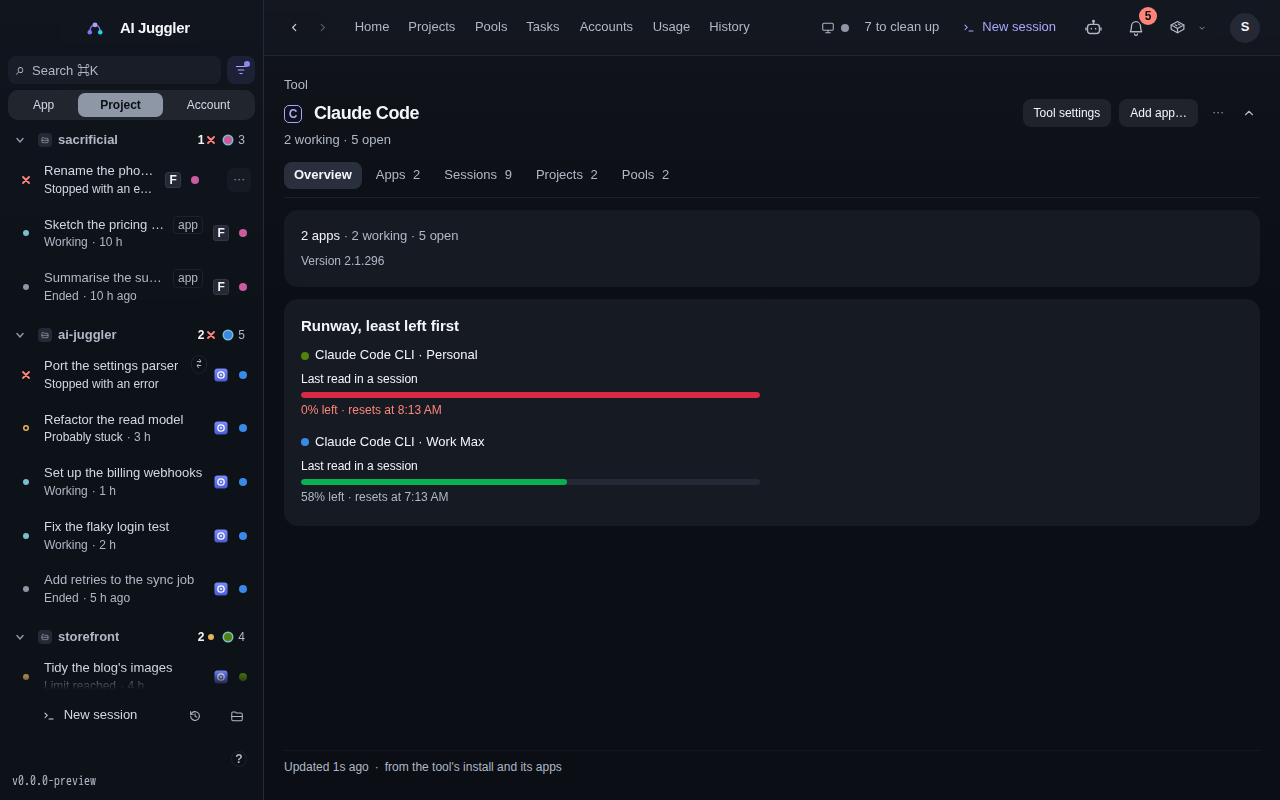 AI Juggler
Search ⌘K
App Project Account
sacrificial 1 3
Rename the pho…
Stopped with an e… F
Sketch the pricing … app
Working · 10 h F
Summarise the su… app
Ended · 10 h ago F
ai-juggler 2 5
Port the settings parser
Stopped with an error
Refactor the read model
Probably stuck · 3 h
Set up the billing webhooks
Working · 1 h
Fix the flaky login test
Working · 2 h
Add retries to the sync job
Ended · 5 h ago
storefront 2 4
Tidy the blog's images
Limit reached · 4 h
New session
?
v0.0.0-preview
Home Projects Pools Tasks Accounts Usage History 7 to clean up New session 5 S
Tool
C Claude Code
Tool settings Add app…
2 working · 5 open
Overview Apps 2 Sessions 9 Projects 2 Pools 2
2 apps · 2 working · 5 open
Version 2.1.296
Runway, least left first
Claude Code CLI · Personal
Last read in a session
0% left · resets at 8:13 AM
Claude Code CLI · Work Max
Last read in a session
58% left · resets at 7:13 AM
Updated 1s ago · from the tool's install and its apps